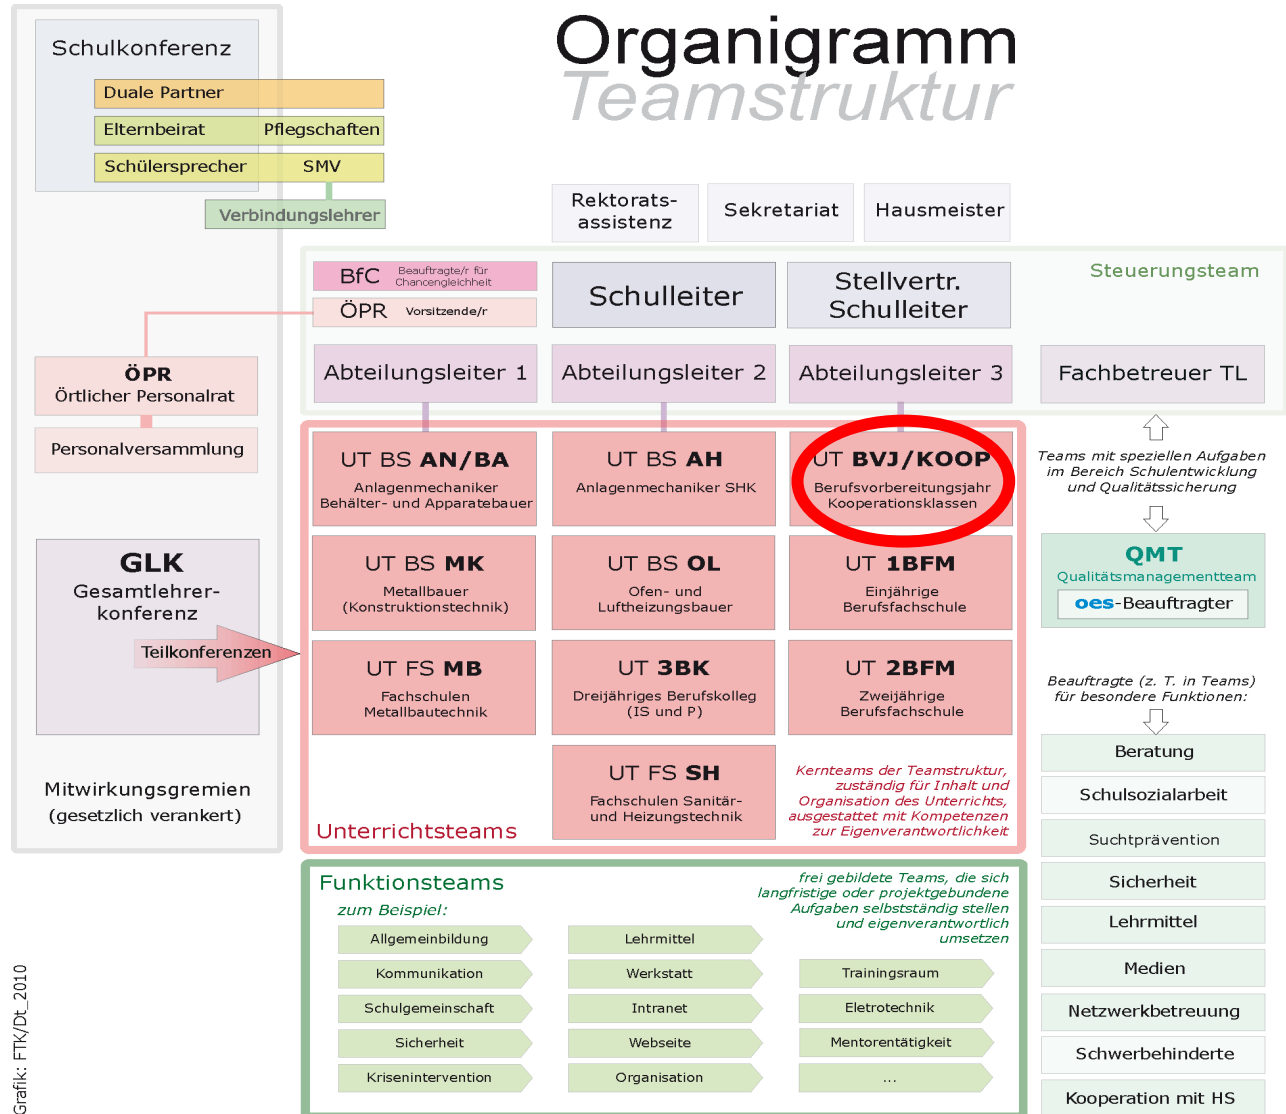 Organigramm
Teamstruktur
Schulkonferenz
Duale Partner
Elternbeirat Pflegschaften
Schülersprecher SMV
Verbindungslehrer
Rektorats-
assistenz
Sekretariat
Hausmeister
Steuerungsteam
BfC Beauftragte/r für
Chancengleichheit
ÖPR Vorsitzende/r
Schulleiter
Stellvertr.
Schulleiter
Abteilungsleiter 1
Abteilungsleiter 2
Abteilungsleiter 3
Fachbetreuer TL
ÖPR
Örtlicher Personalrat
Personalversammlung
GLK
Gesamtlehrer-
konferenz
Teilkonferenzen
Mitwirkungsgremien
(gesetzlich verankert)
UT BS AN/BA
Anlagenmechaniker
Behälter- und Apparatebauer
UT BS AH
Anlagenmechaniker SHK
UT BVJ/KOOP
Berufsvorbereitungsjahr
Kooperationsklassen
UT BS MK
Metallbauer
(Konstruktionstechnik)
UT BS OL
Ofen- und
Luftheizungsbauer
UT 1BFM
Einjährige
Berufsfachschule
UT FS MB
Fachschulen
Metallbautechnik
UT 3BK
Dreijähriges Berufskolleg
(IS und P)
UT 2BFM
Zweijährige
Berufsfachschule
UT FS SH
Fachschulen Sanitär-
und Heizungstechnik
Unterrichtsteams
Kernteams der Teamstruktur,
zuständig für Inhalt und
Organisation des Unterrichts,
ausgestattet mit Kompetenzen
zur Eigenverantwortlichkeit
Teams mit speziellen Aufgaben
im Bereich Schulentwicklung
und Qualitätssicherung
QMT
Qualitätsmanagementteam
oes-Beauftragter
Beauftragte (z. T. in Teams)
für besondere Funktionen:
Beratung
Schulsozialarbeit
Suchtprävention
Sicherheit
Lehrmittel
Medien
Netzwerkbetreuung
Schwerbehinderte
Kooperation mit HS
Funktionsteams
zum Beispiel:
frei gebildete Teams, die sich
langfristige oder projektgebundene
Aufgaben selbstständig stellen
und eigenverantwortlich
umsetzen
Allgemeinbildung
Kommunikation
Schulgemeinschaft
Sicherheit
Krisenintervention
Lehrmittel
Werkstatt
Intranet
Webseite
Organisation
Trainingsraum
Eletrotechnik
Mentorentätigkeit
...
Grafik: FTK/Dt_2010